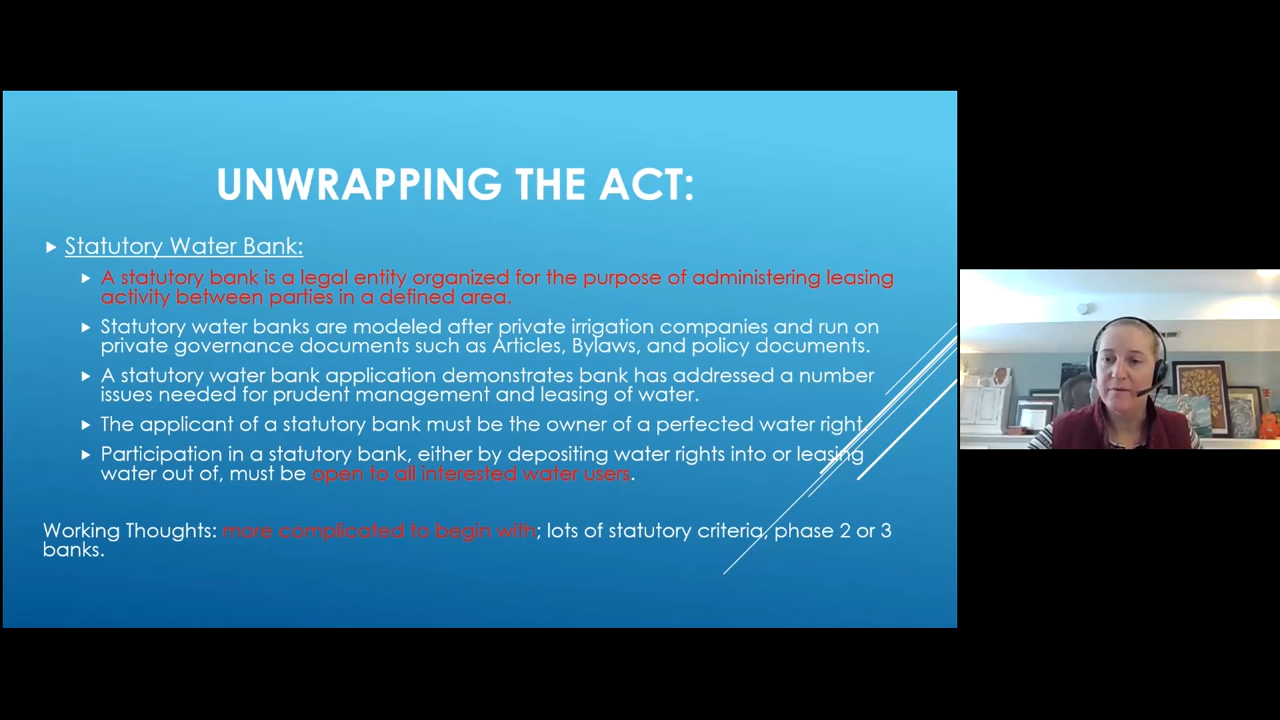 UNWRAPPING THE ACT:
Statutory Water Bank:
A statutory bank is a legal entity organized for the purpose of administering leasing
activity between parties in a defined area.
Statutory water banks are modeled after private irrigation companies and run on
private governance documents such as Articles, Bylaws, and policy documents.
A statutory water bank application demonstrates bank has addressed a number
issues needed for prudent management and leasing of water.
The applicant of a statutory bank must be the owner of a perfected water right.
Participation in a statutory bank, either by depositing water rights into or leasing
water out of, must be open to all interested water users.
Working Thoughts: more complicated to begin with; lots of statutory criteria, phase 2 or 3
banks.